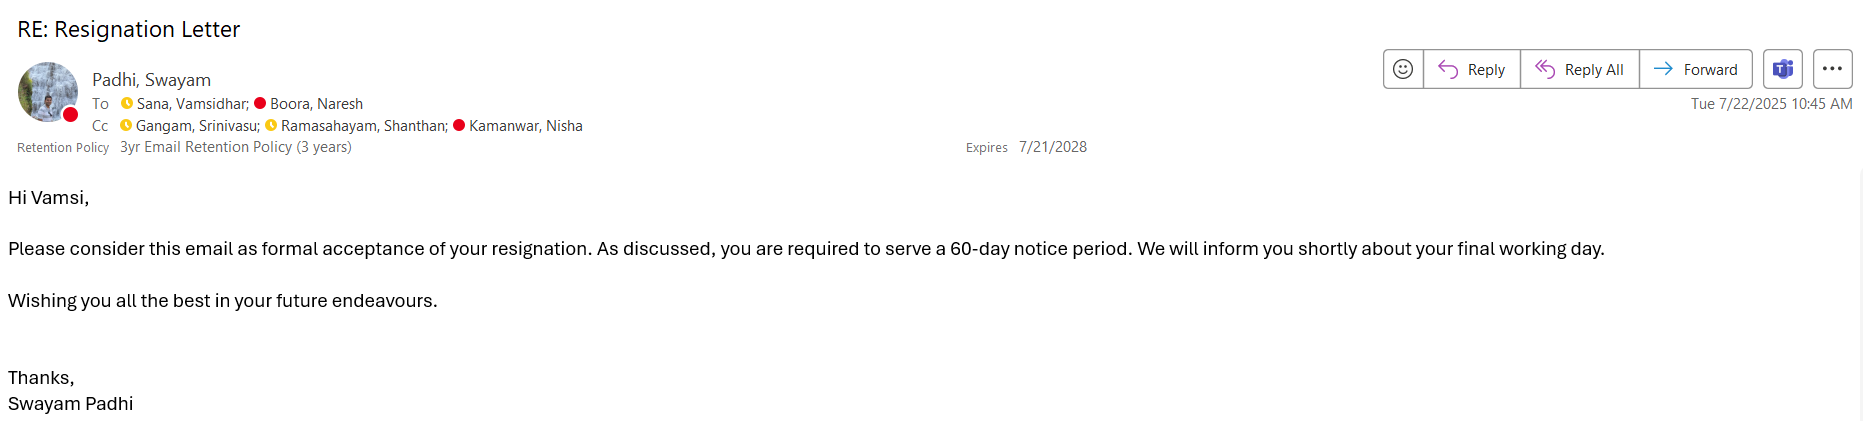 RE: Resignation Letter
Padhi, Swayam
To Sana, Vamsidhar; Boora, Naresh
Cc Gangam, Srinivasu; Ramasahayam, Shanthan; Kamanwar, Nisha
Retention Policy 3yr Email Retention Policy (3 years) Expires 7/21/2028
Reply Reply All Forward
Tue 7/22/2025 10:45 AM
Hi Vamsi,
Please consider this email as formal acceptance of your resignation. As discussed, you are required to serve a 60-day notice period. We will inform you shortly about your final working day.
Wishing you all the best in your future endeavours.
Thanks,
Swayam Padhi